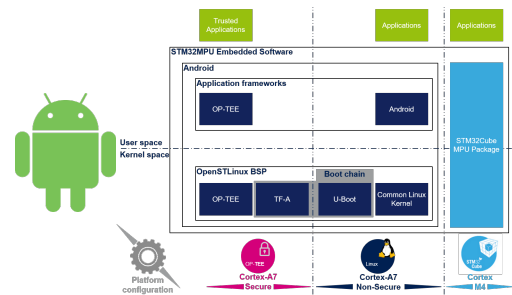 Trusted
Applications
Applications
Applications
STM32MPU Embedded Software
Android
Application frameworks
OP-TEE
Android
STM32Cube
MPU Package
User space
Kernel space
OpenSTLinux BSP
Boot chain
OP-TEE
TF-A
U-Boot
Common Linux
Kernel
Platform
configuration
OP-TEE
Cortex-A7
Secure
Linux
Cortex-A7
Non-Secure
STM32
Cube
Cortex
M4